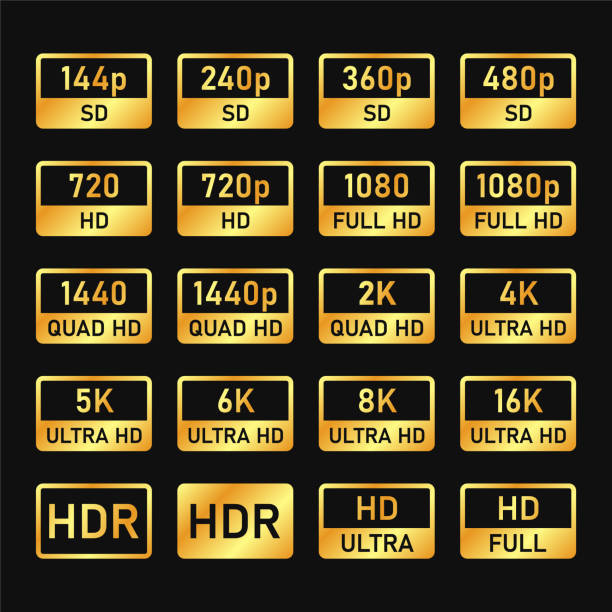 144p
SD
240p
SD
360p
SD
480p
SD
720
HD
720p
HD
1080
FULL HD
1080p
FULL HD
1440
QUAD HD
1440p
QUAD HD
2K
QUAD HD
4K
ULTRA HD
5K
ULTRA HD
6K
ULTRA HD
8K
ULTRA HD
16K
ULTRA HD
HDR
HDR
HD
ULTRA
HD
FULL